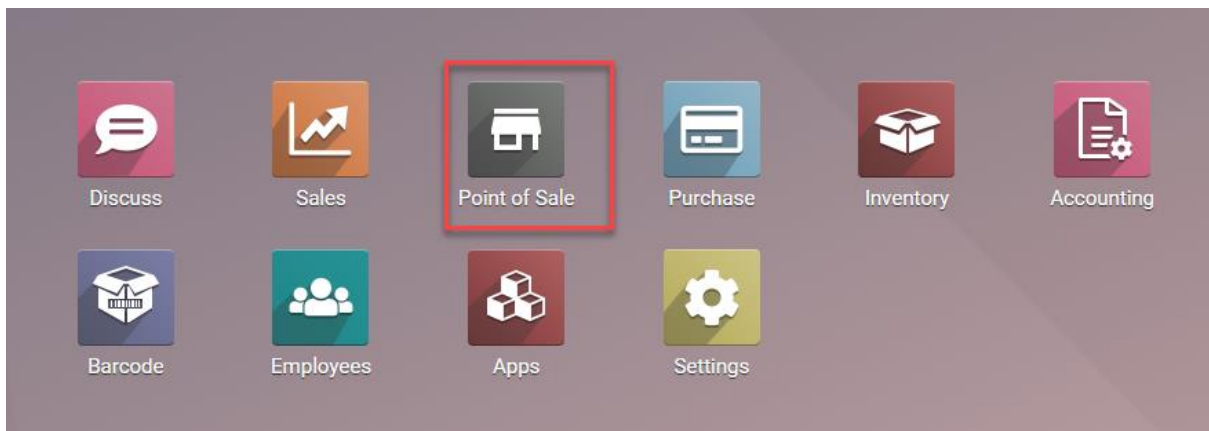 Discuss Sales Point of Sale Purchase Inventory Accounting
Barcode Employees Apps Settings